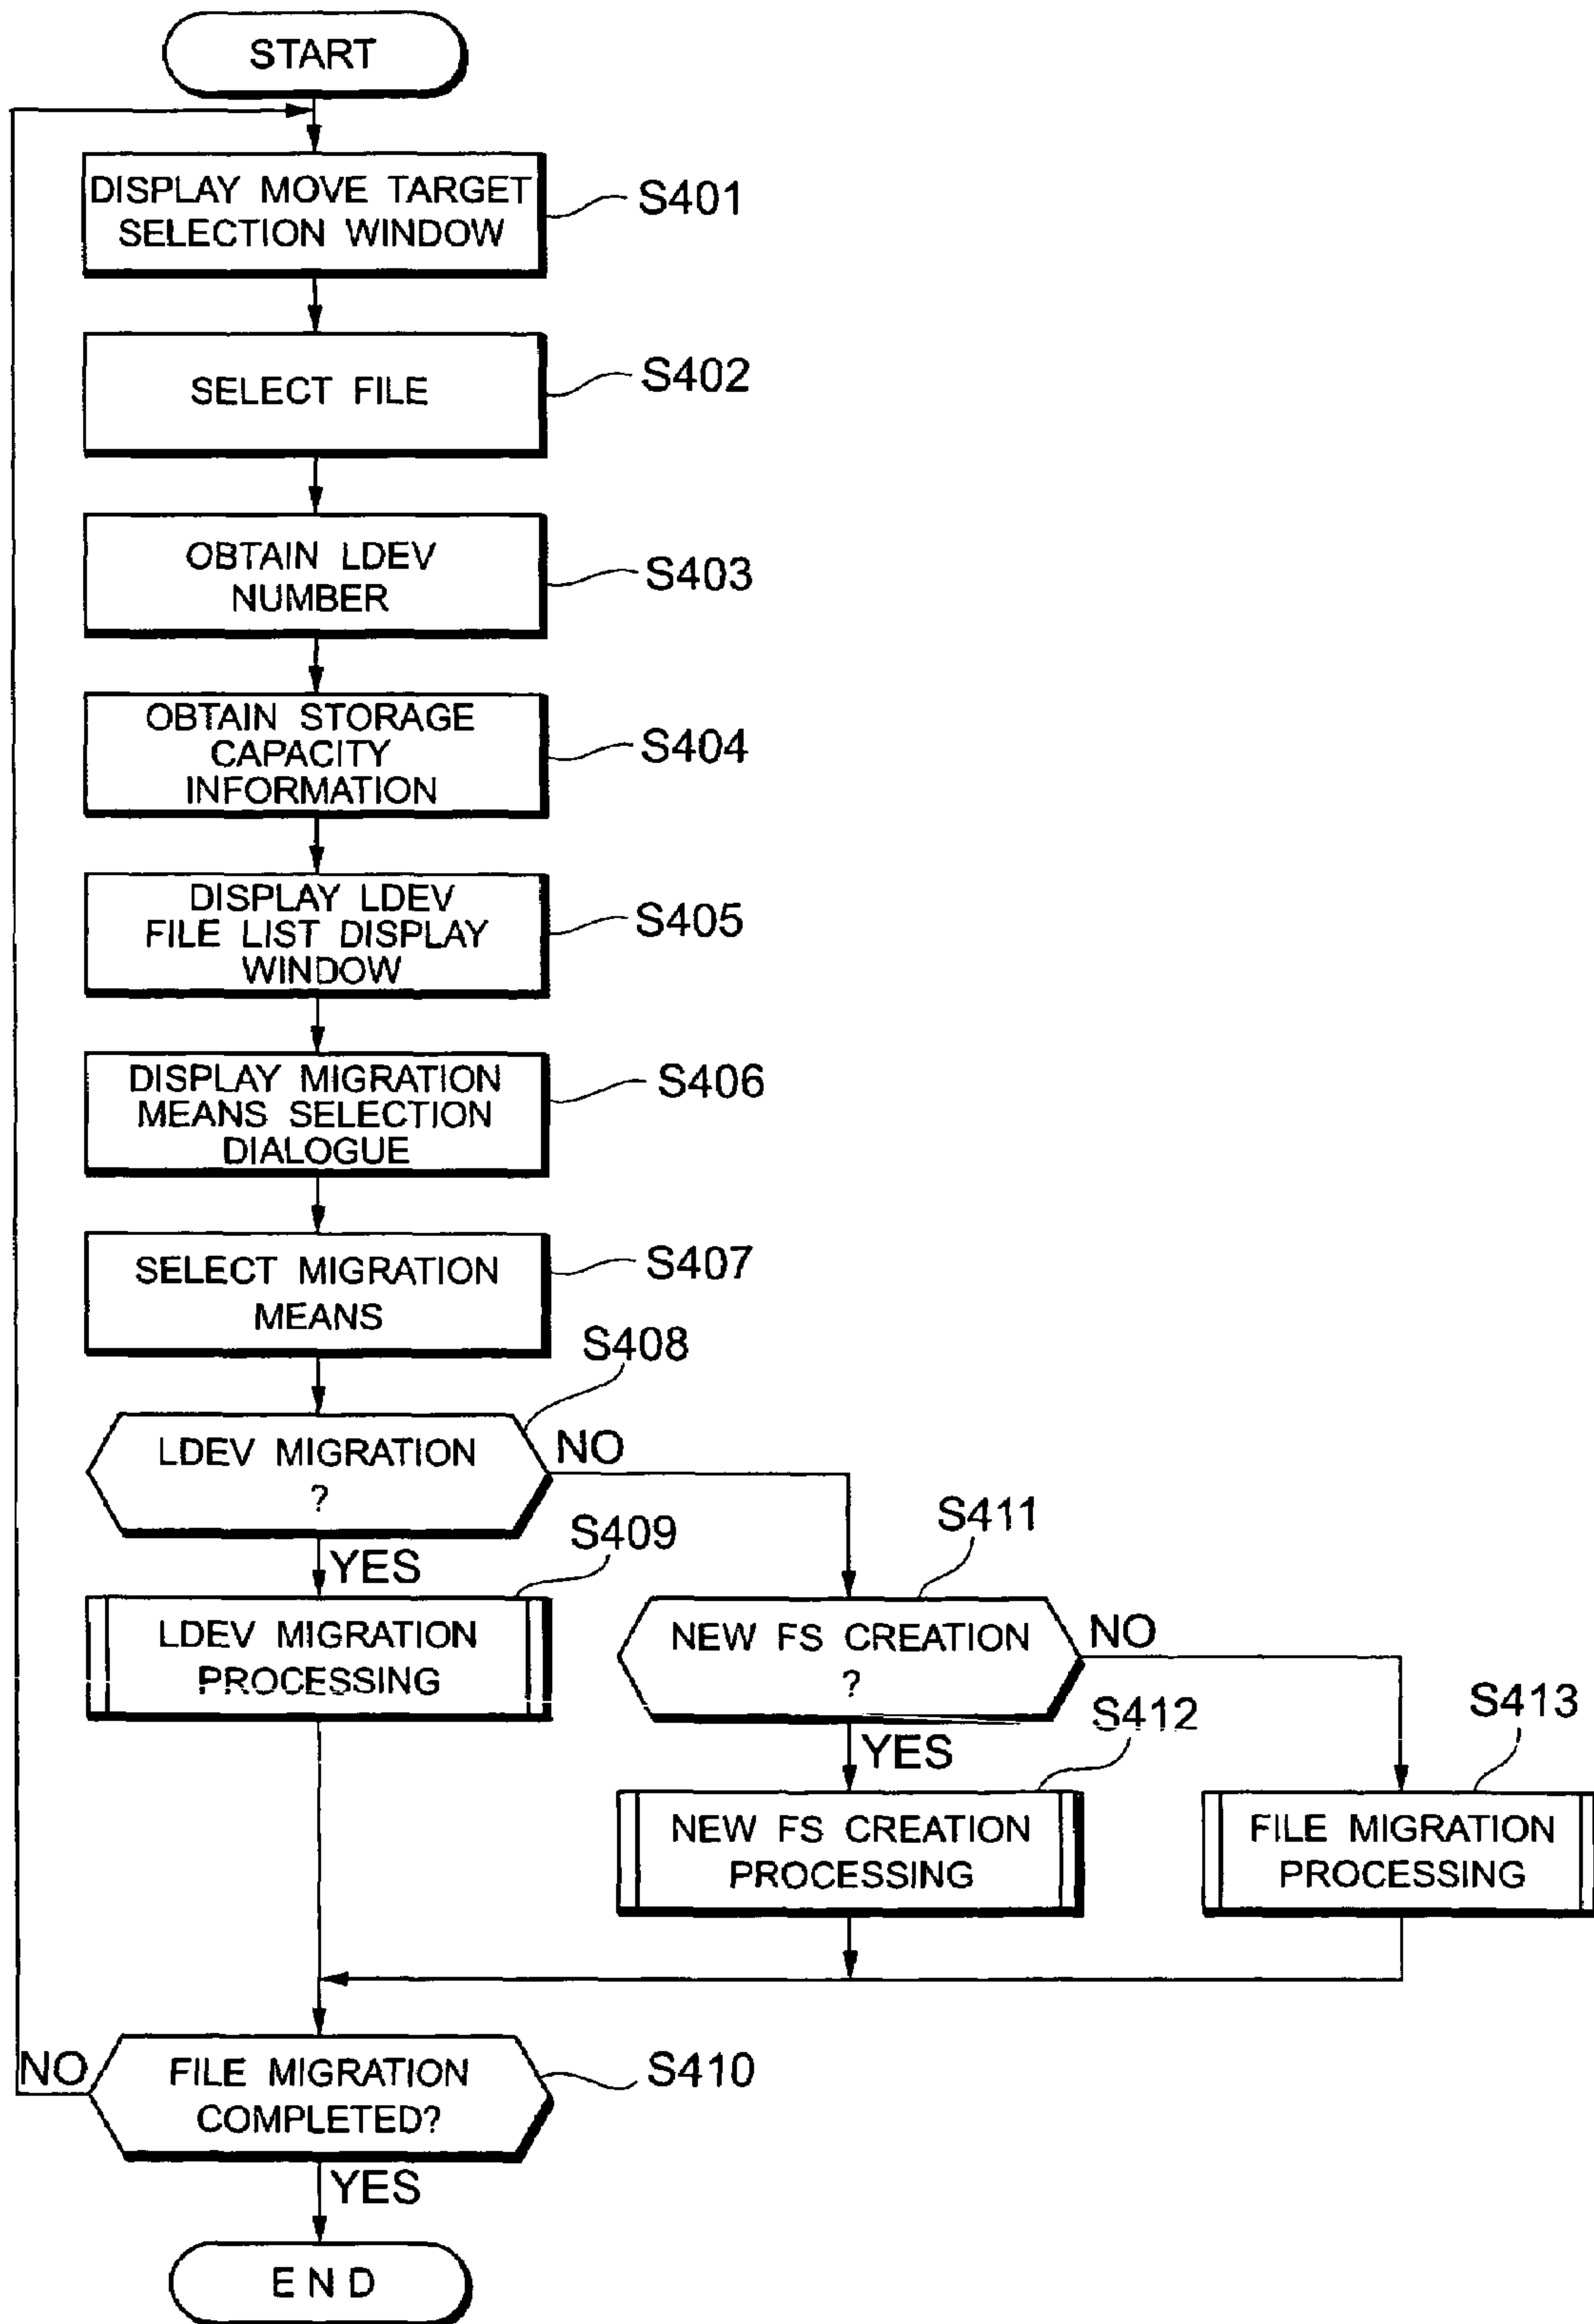 START
DISPLAY MOVE TARGET
SELECTION WINDOW
S401
SELECT FILE
S402
OBTAIN LDEV
NUMBER
S403
OBTAIN STORAGE
CAPACITY
INFORMATION
S404
DISPLAY LDEV
FILE LIST DISPLAY
WINDOW
S405
DISPLAY MIGRATION
MEANS SELECTION
DIALOGUE
S406
SELECT MIGRATION
MEANS
S407
S408
LDEV MIGRATION
?
NO
YES
S409
LDEV MIGRATION
PROCESSING
S411
NEW FS CREATION
?
NO
YES
S412
NEW FS CREATION
PROCESSING
S413
FILE MIGRATION
PROCESSING
NO
FILE MIGRATION
COMPLETED?
S410
YES
END